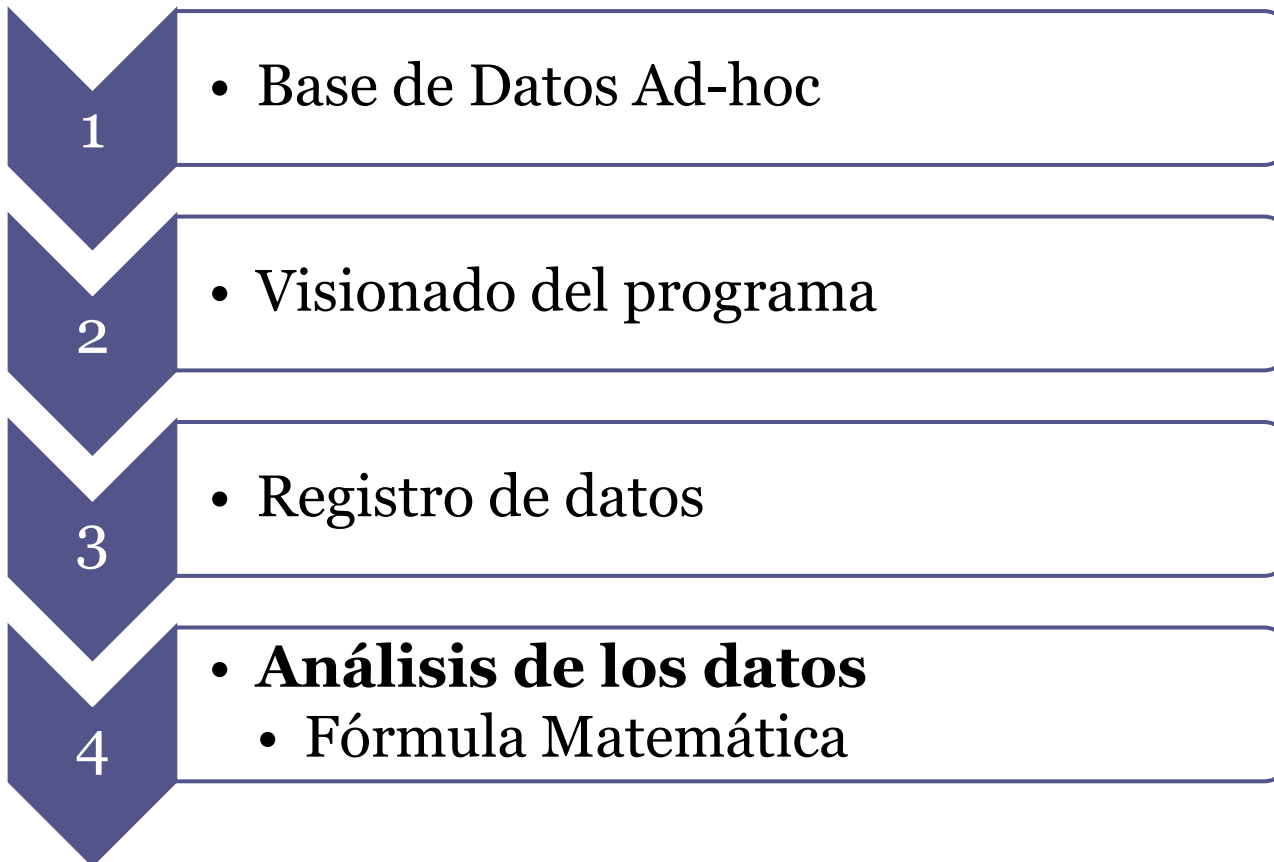 1
• Base de Datos Ad-hoc
2
• Visionado del programa
3
• Registro de datos
4
• Análisis de los datos
• Fórmula Matemática